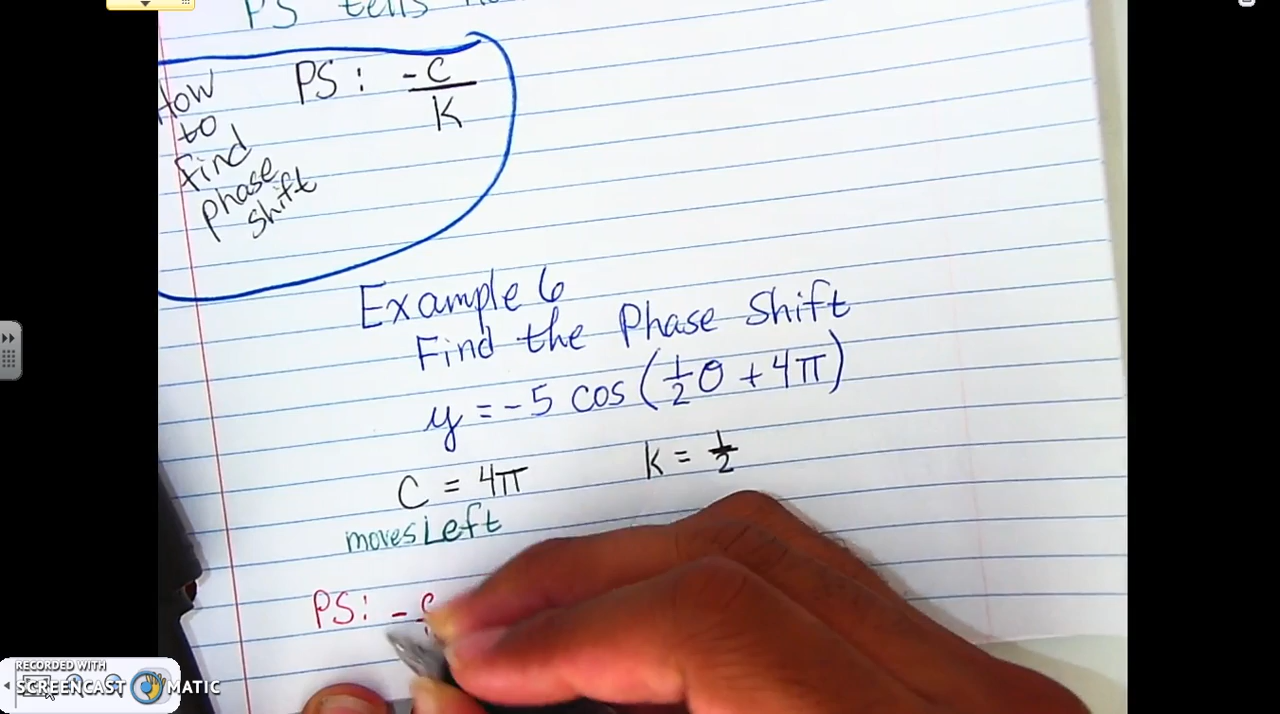 PS tells
How to find phase shift
PS: -c/k
Example 6
Find the Phase Shift
y = -5 cos (1/2 θ + 4π)
C = 4π k = 1/2
moves Left
PS: -
RECORDED WITH
SCREENCAST MATIC